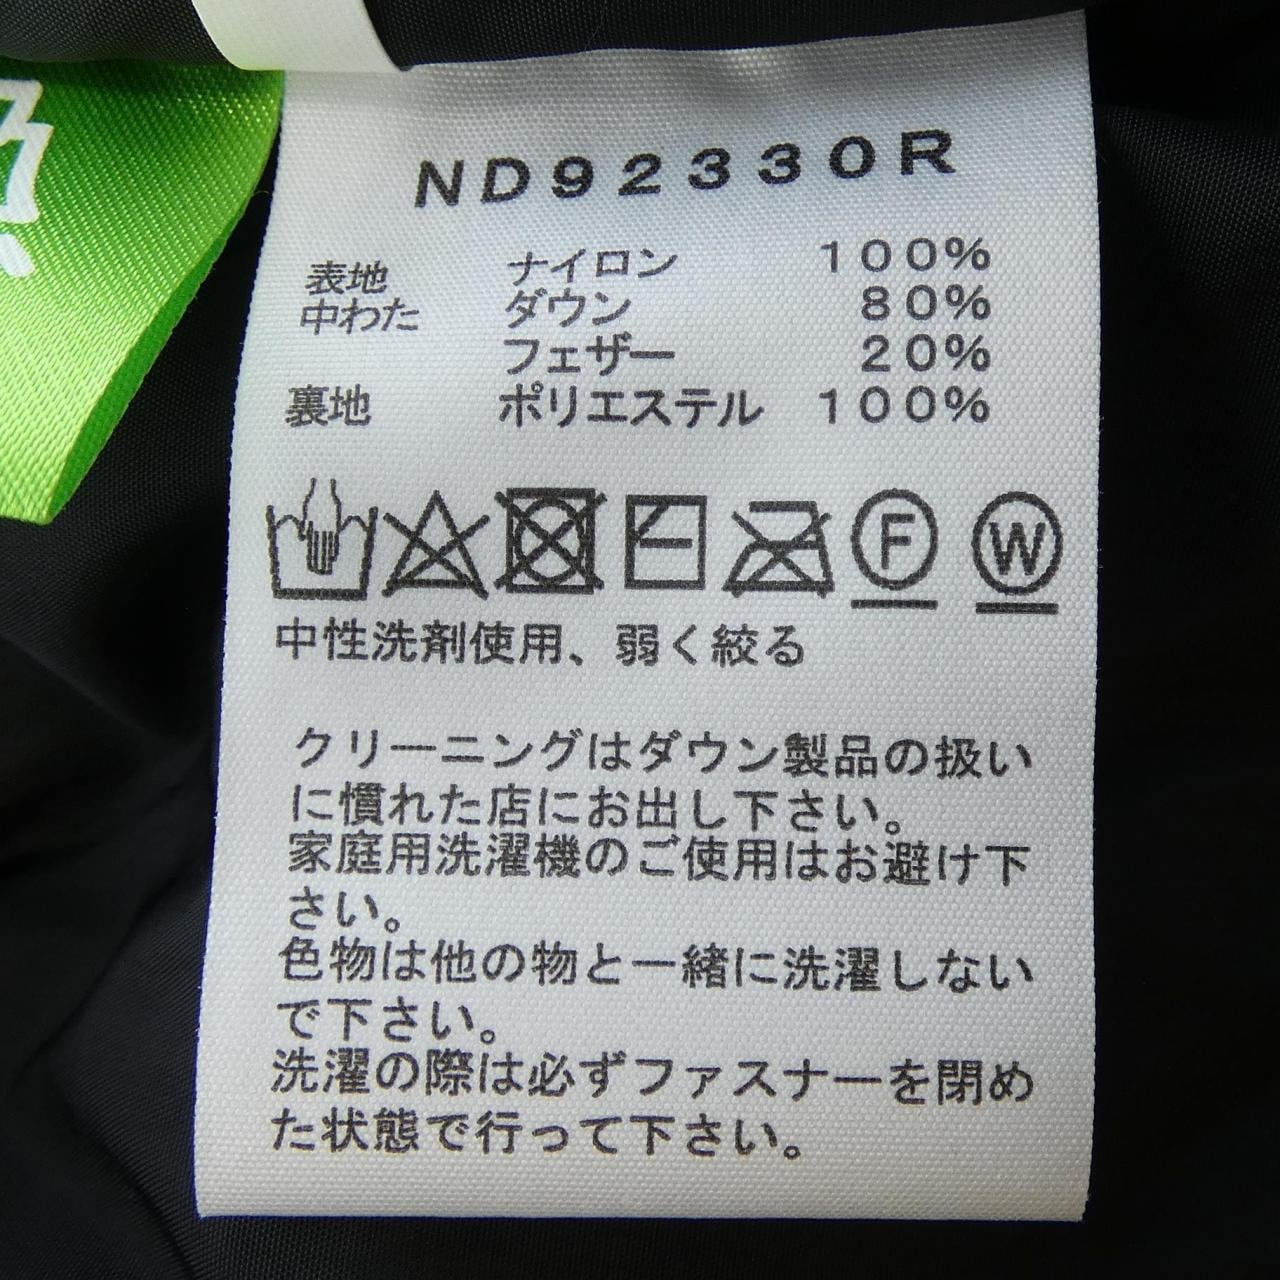 ND92330R
表地 ナイロン 100%
中わた ダウン 80%
フェザー 20%
裏地 ポリエステル 100%
F W
中性洗剤使用、弱く絞る
クリーニングはダウン製品の扱い
に慣れた店にお出し下さい。
家庭用洗濯機のご使用はお避け下
さい。
色物は他の物と一緒に洗濯しない
で下さい。
洗濯の際は必ずファスナーを閉め
た状態で行って下さい。